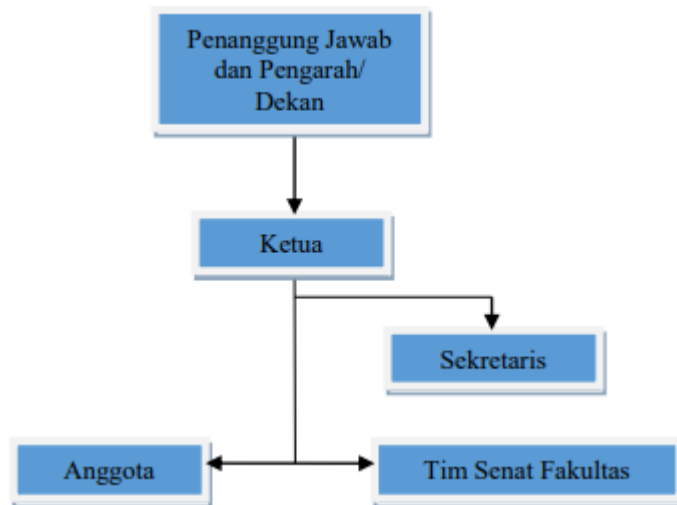 Penanggung Jawab
dan Pengarah/
Dekan
Ketua
Sekretaris
Anggota
Tim Senat Fakultas